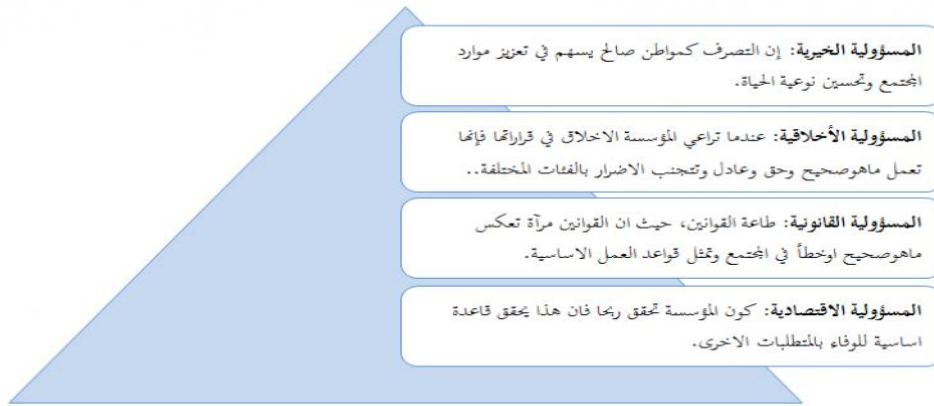 المسؤولية الخيرية: إن التصرف كمواطن صالح يسهم في تعزيز موارد
المجتمع وتحسين نوعية الحياة.
المسؤولية الأخلاقية: عندما تراعي المؤسسة الاخلاق في قراراتها فإنها
تعمل ماهوصحيح وحق وعادل وتتجنب الاضرار بالفئات المختلفة..
المسؤولية القانونية: طاعة القوانين، حيث ان القوانين مرآة تعكس
ماهوصحيح اوخطأ في المجتمع وتمثل قواعد العمل الاساسية.
المسؤولية الاقتصادية: كون المؤسسة تحقق ربحا فان هذا يحقق قاعدة
اساسية للوفاء بالمتطلبات الاخرى.